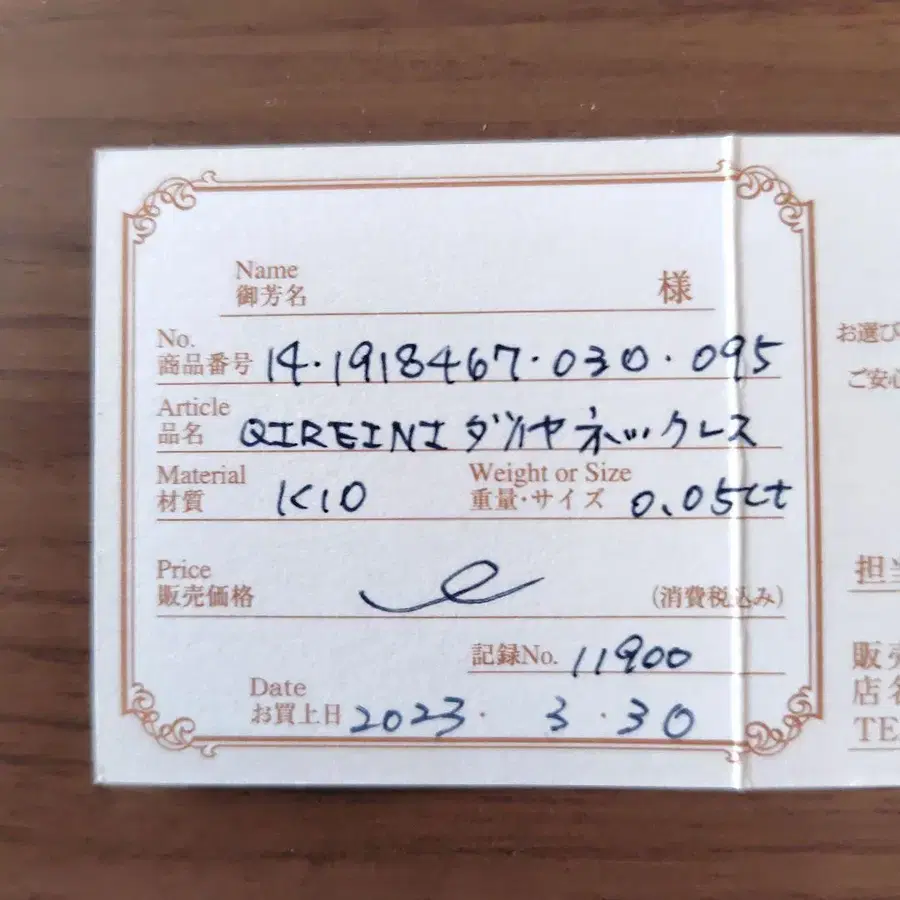 Name
御芳名 様
No.
商品番号 14・1918467・030・095
Article
品名 QIREINI ダイヤネックレス
Material Weight or Size
材質 K10 重量・サイズ 0.05ct
Price
販売価格 (消費税込み)
記録No. 11900
Date
お買上日 2023・3・30
お選び
ご安心
担当
販売
店名
TE